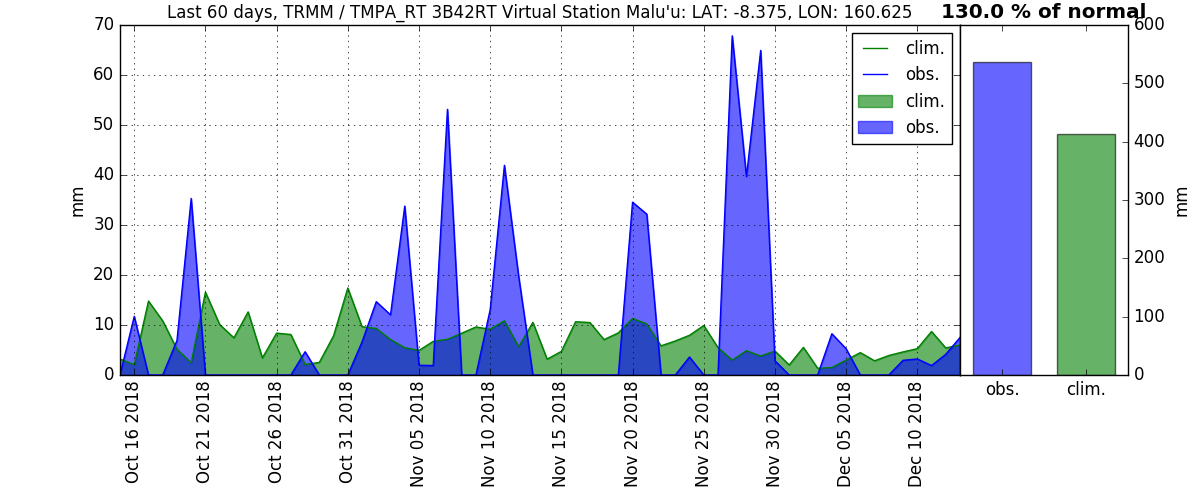 Last 60 days, TRMM / TMPA_RT 3B42RT Virtual Station Malu'u: LAT: -8.375, LON: 160.625
130.0 % of normal
70
60
50
40
30
20
10
0
mm
clim.
obs.
clim.
obs.
600
500
400
300
200
100
0
mm
Oct 16 2018
Oct 21 2018
Oct 26 2018
Oct 31 2018
Nov 05 2018
Nov 10 2018
Nov 15 2018
Nov 20 2018
Nov 25 2018
Nov 30 2018
Dec 05 2018
Dec 10 2018
obs.
clim.